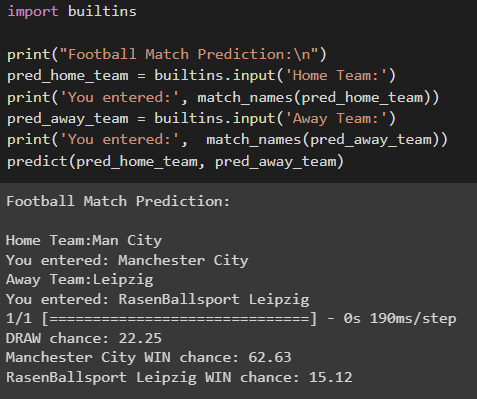 import builtins

print("Football Match Prediction:\n")
pred_home_team = builtins.input('Home Team:')
print('You entered:', match_names(pred_home_team))
pred_away_team = builtins.input('Away Team:')
print('You entered:',  match_names(pred_away_team))
predict(pred_home_team, pred_away_team)
Football Match Prediction:

Home Team:Man City
You entered: Manchester City
Away Team:Leipzig
You entered: RasenBallsport Leipzig
1/1 [==============================] - 0s 190ms/step
DRAW chance: 22.25
Manchester City WIN chance: 62.63
RasenBallsport Leipzig WIN chance: 15.12